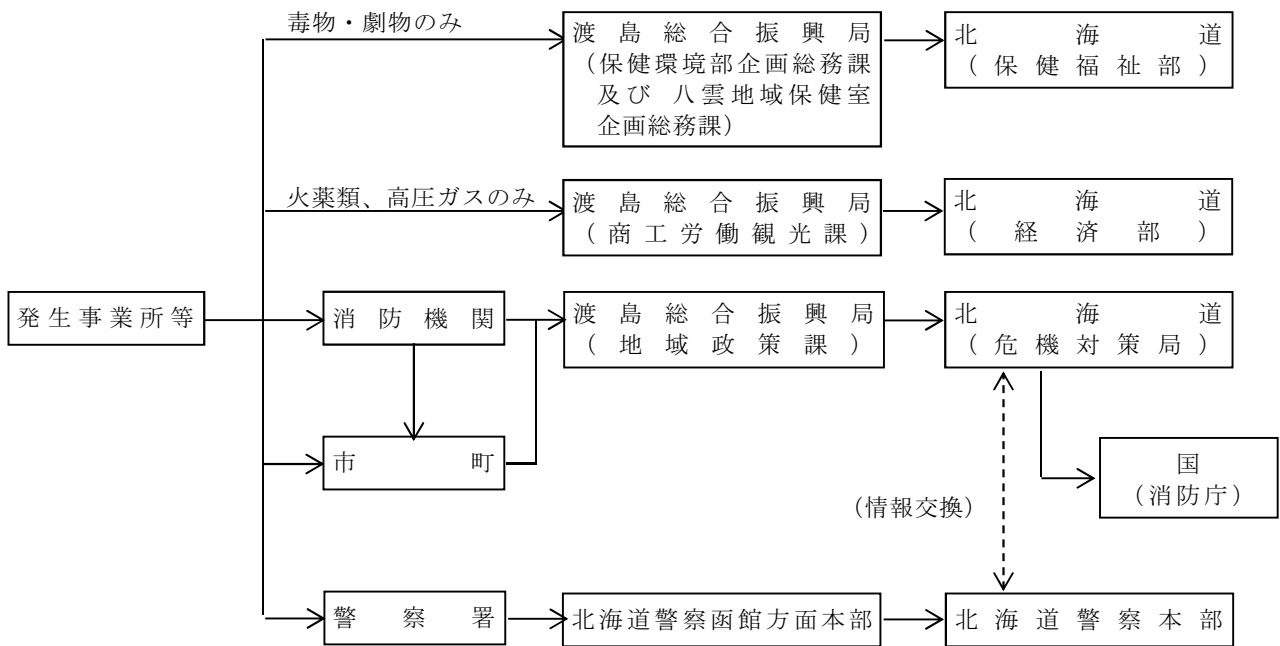 毒物・劇物のみ
渡島総合振興局
(保健環境部企画総務課
及び 八雲地域保健室
企画総務課)
北海道
(保健福祉部)
火薬類、高圧ガスのみ
渡島総合振興局
(商工労働観光課)
北海道
(経済部)
発生事業所等
消防機関
渡島総合振興局
(地域政策課)
北海道
(危機対策局)
市町
国
(消防庁)
(情報交換)
警察署
北海道警察函館方面本部
北海道警察本部